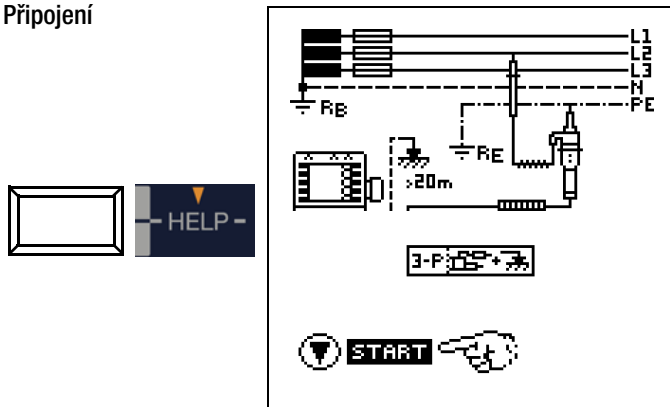 Připojení
L1
L2
L3
N
PE
RB
RE
>20m
HELP
3-P + 
START